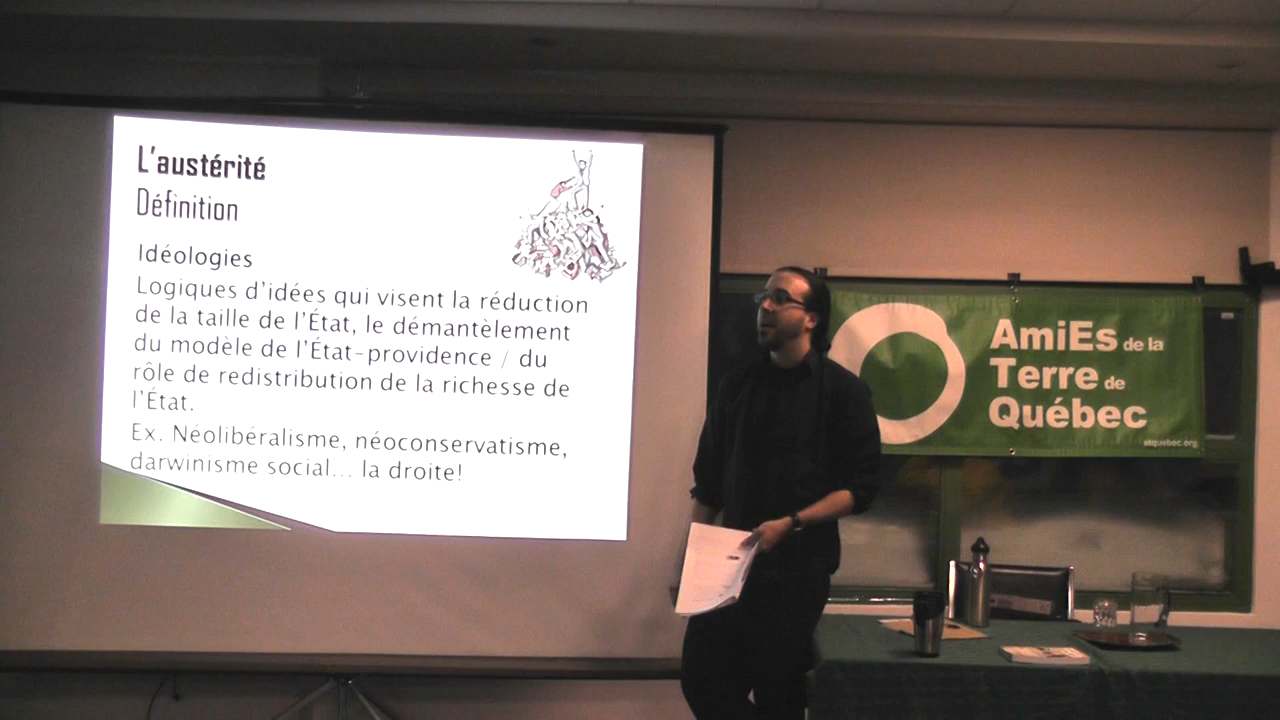 L'austérité
Définition
Idéologies
Logiques d'idées qui visent la réduction
de la taille de l'État, le démantèlement
du modèle de l'État-providence / du
rôle de redistribution de la richesse de
l'État.
Ex. Néolibéralisme, néoconservatisme,
darwinisme social... la droite!
AmiEs de la
Terre de
Québec
atquebec.org